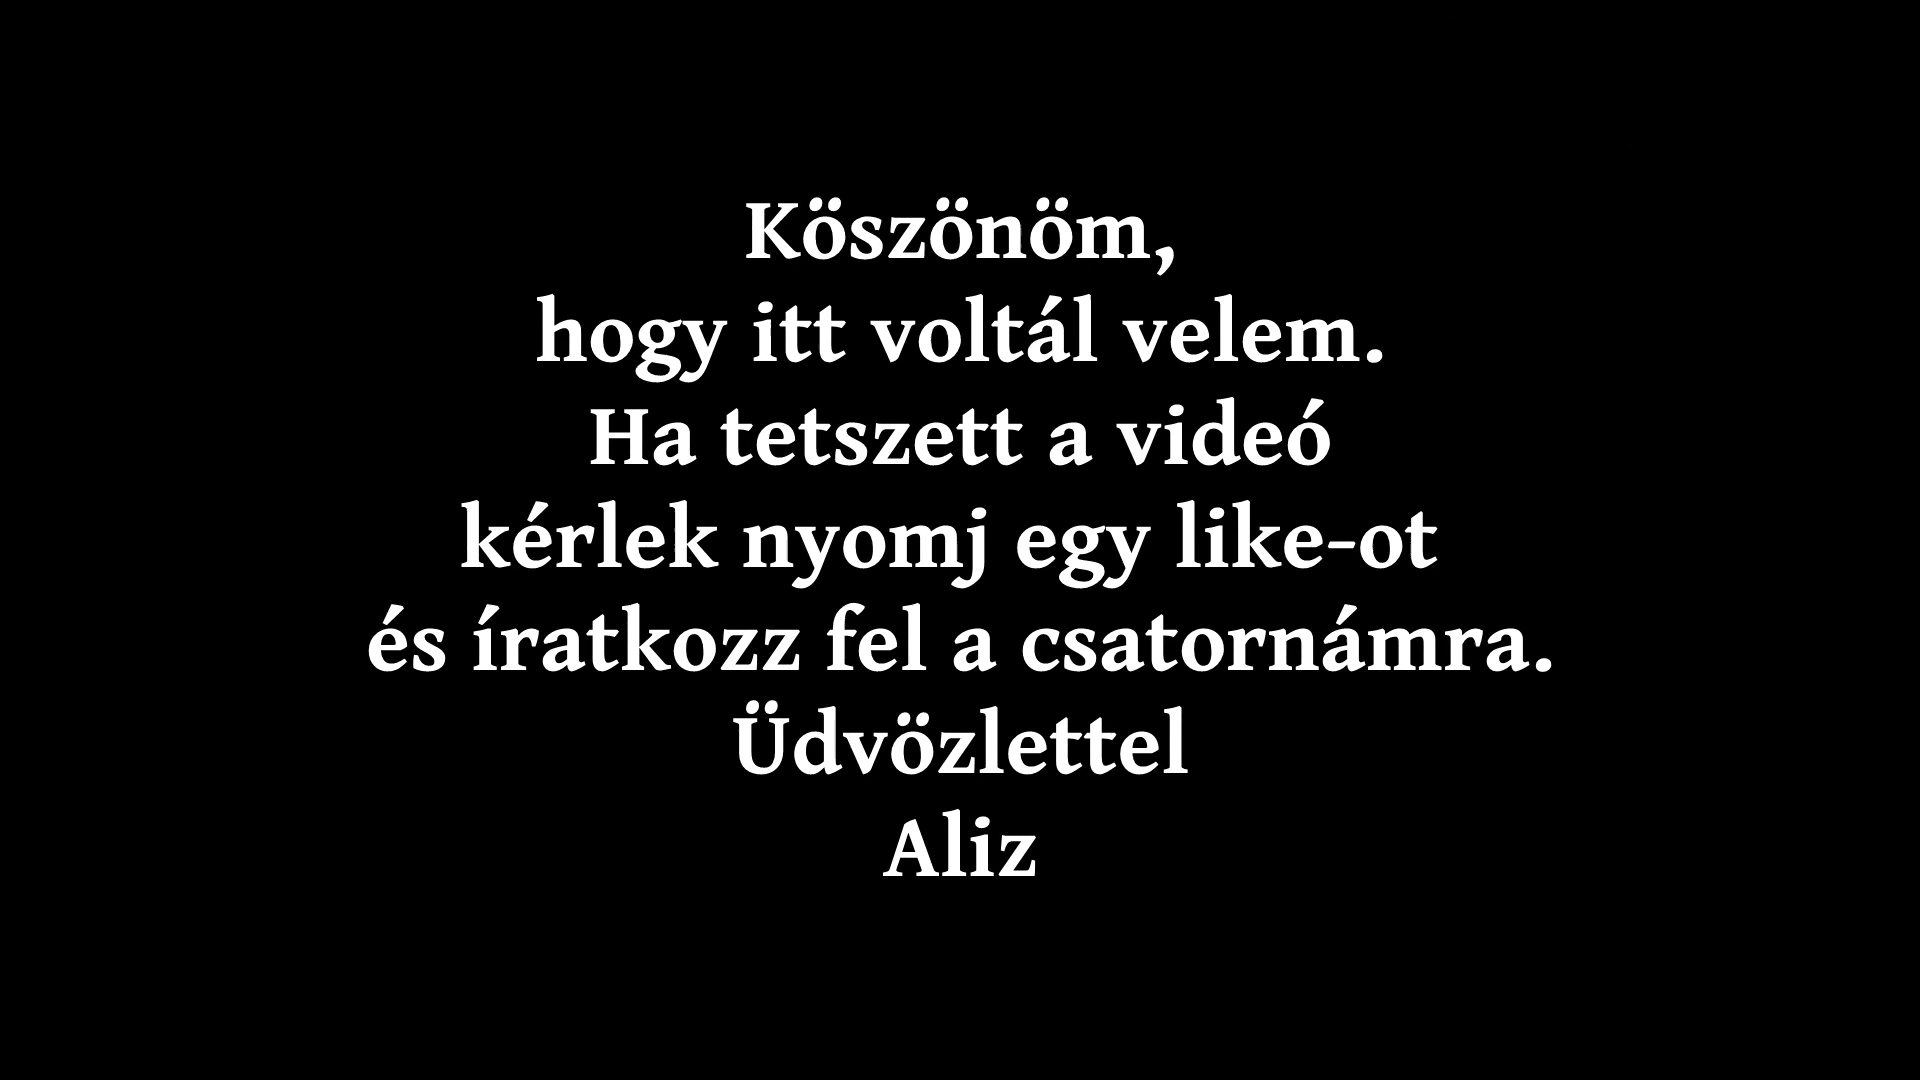 Köszönöm,
hogy itt voltál velem.
Ha tetszett a videó
kérlek nyomj egy like-ot
és íratkozz fel a csatornámra.
Üdvözlettel
Aliz